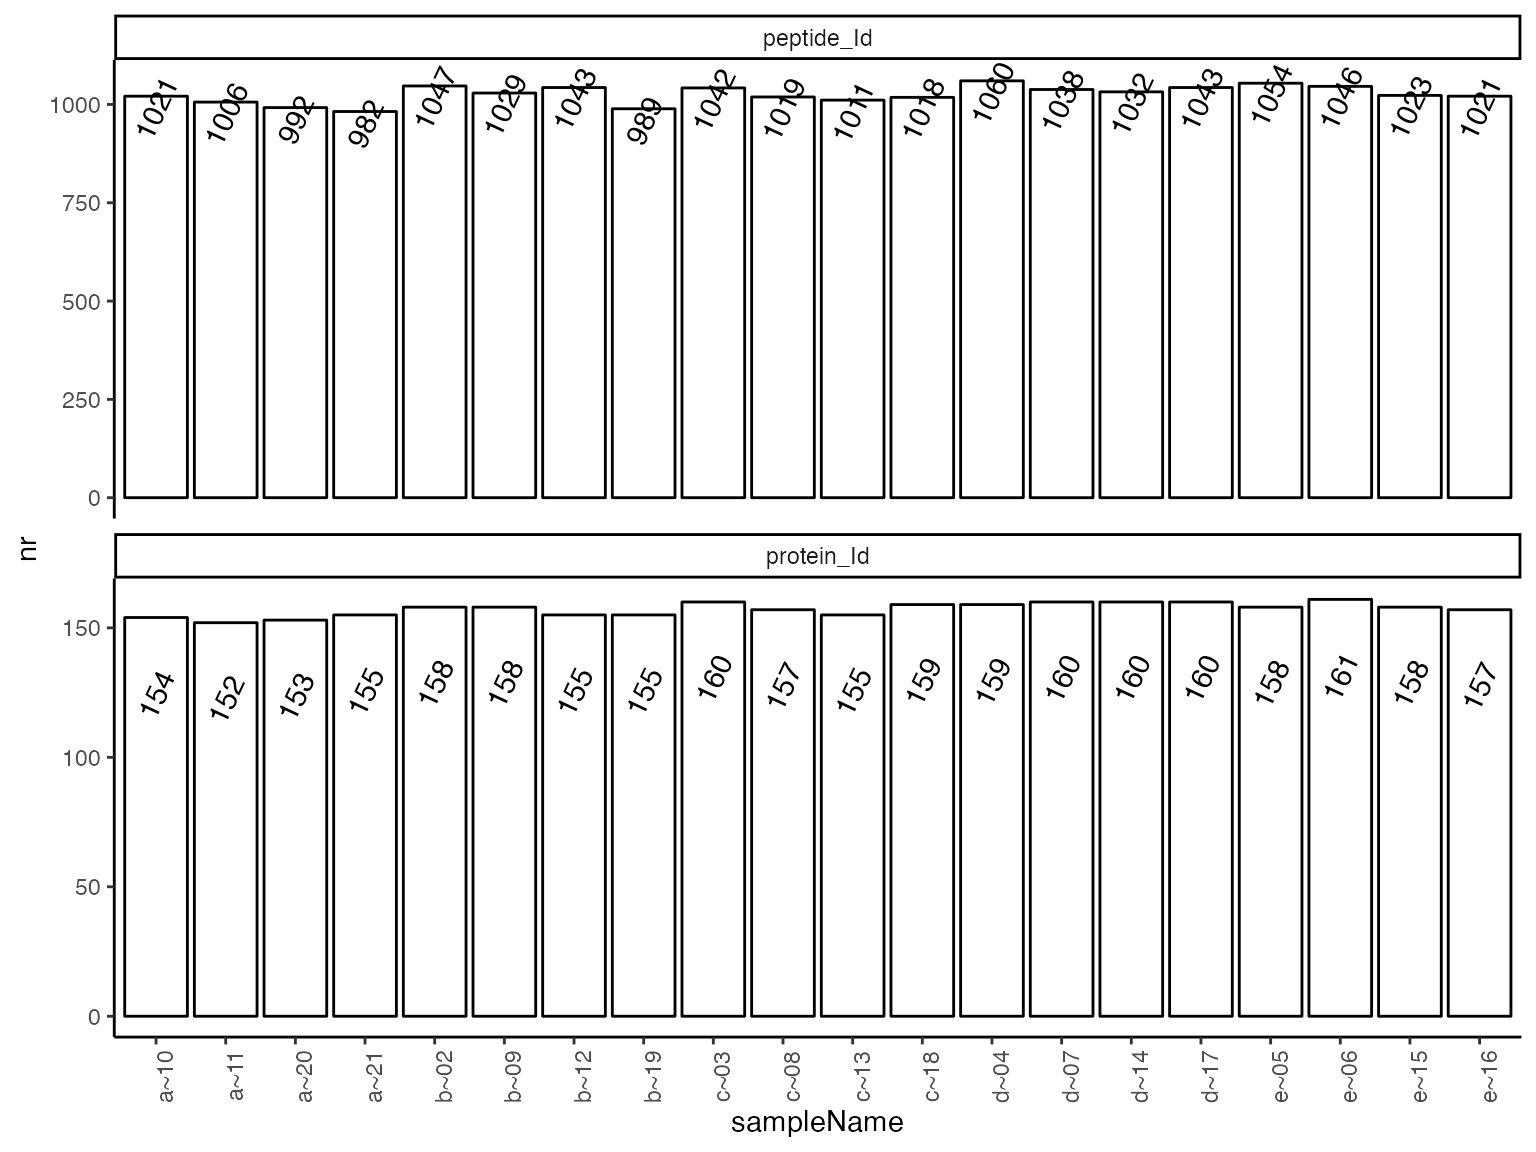 peptide_Id
1000
750
500
250
0
1021 1006 992 982 1047 1029 1043 989 1042 1019 1011 1018 1060 1038 1032 1043 1054 1046 1023 1021
nr
protein_Id
150
100
50
0
154 152 153 155 158 158 155 155 160 157 155 159 159 160 160 160 158 161 158 157
a~10 a~11 a~20 a~21 b~02 b~09 b~12 b~19 c~03 c~08 c~13 c~18 d~04 d~07 d~14 d~17 e~05 e~06 e~15 e~16
sampleName